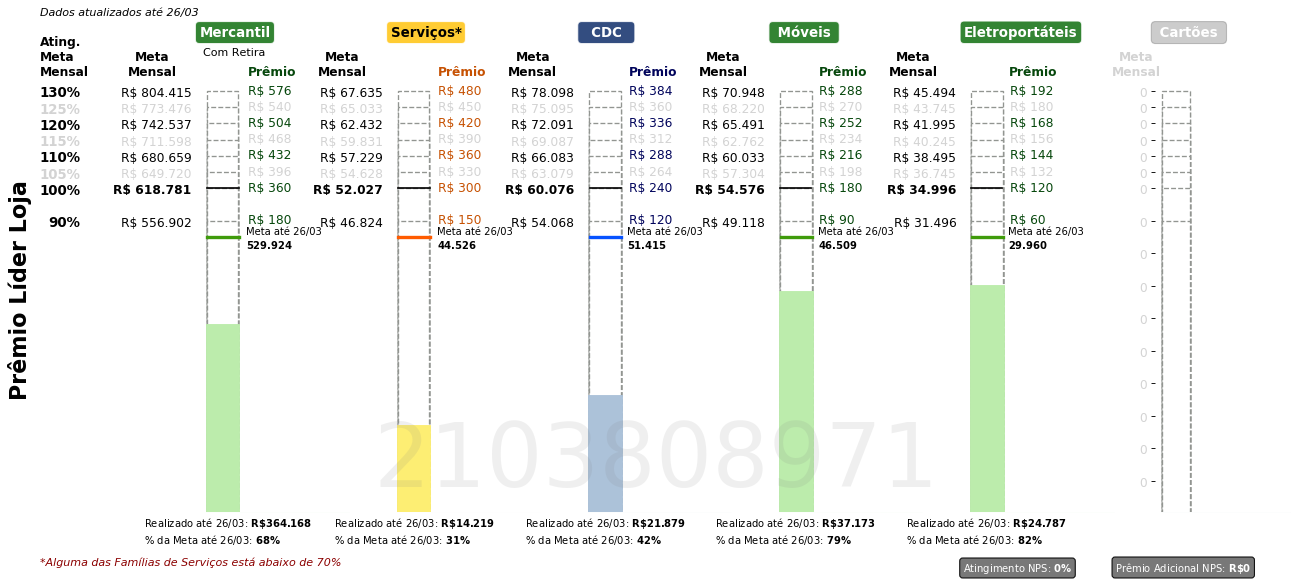 Dados atualizados até 26/03
Mercantil Serviços* CDC Móveis Eletroportáteis Cartões
Com Retira
Ating. Meta Mensal
Meta Mensal Prêmio Meta Mensal Prêmio Meta Mensal Prêmio Meta Mensal Prêmio Meta Mensal Prêmio Meta Mensal
130% R$ 804.415 R$ 576 R$ 67.635 R$ 480 R$ 78.098 R$ 384 R$ 70.948 R$ 288 R$ 45.494 R$ 192 0
125% R$ 773.476 R$ 540 R$ 65.033 R$ 450 R$ 75.095 R$ 360 R$ 68.220 R$ 270 R$ 43.745 R$ 180 0
120% R$ 742.537 R$ 504 R$ 62.432 R$ 420 R$ 72.091 R$ 336 R$ 65.491 R$ 252 R$ 41.995 R$ 168 0
115% R$ 711.598 R$ 468 R$ 59.831 R$ 390 R$ 69.087 R$ 312 R$ 62.762 R$ 234 R$ 40.245 R$ 156 0
110% R$ 680.659 R$ 432 R$ 57.229 R$ 360 R$ 66.083 R$ 288 R$ 60.033 R$ 216 R$ 38.495 R$ 144 0
105% R$ 649.720 R$ 396 R$ 54.628 R$ 330 R$ 63.079 R$ 264 R$ 57.304 R$ 198 R$ 36.745 R$ 132 0
100% R$ 618.781 R$ 360 R$ 52.027 R$ 300 R$ 60.076 R$ 240 R$ 54.576 R$ 180 R$ 34.996 R$ 120 0
90% R$ 556.902 R$ 180 R$ 46.824 R$ 150 R$ 54.068 R$ 120 R$ 49.118 R$ 90 R$ 31.496 R$ 60 0
Meta até 26/03 Meta até 26/03 Meta até 26/03 Meta até 26/03 Meta até 26/03
529.924 44.526 51.415 46.509 29.960
0
0
0
0
0
0
0
0
Prêmio Líder Loja
2103808971
Realizado até 26/03: R$364.168 Realizado até 26/03: R$14.219 Realizado até 26/03: R$21.879 Realizado até 26/03: R$37.173 Realizado até 26/03: R$24.787
% da Meta até 26/03: 68% % da Meta até 26/03: 31% % da Meta até 26/03: 42% % da Meta até 26/03: 79% % da Meta até 26/03: 82%
*Alguma das Famílias de Serviços está abaixo de 70%
Atingimento NPS: 0% Prêmio Adicional NPS: R$0